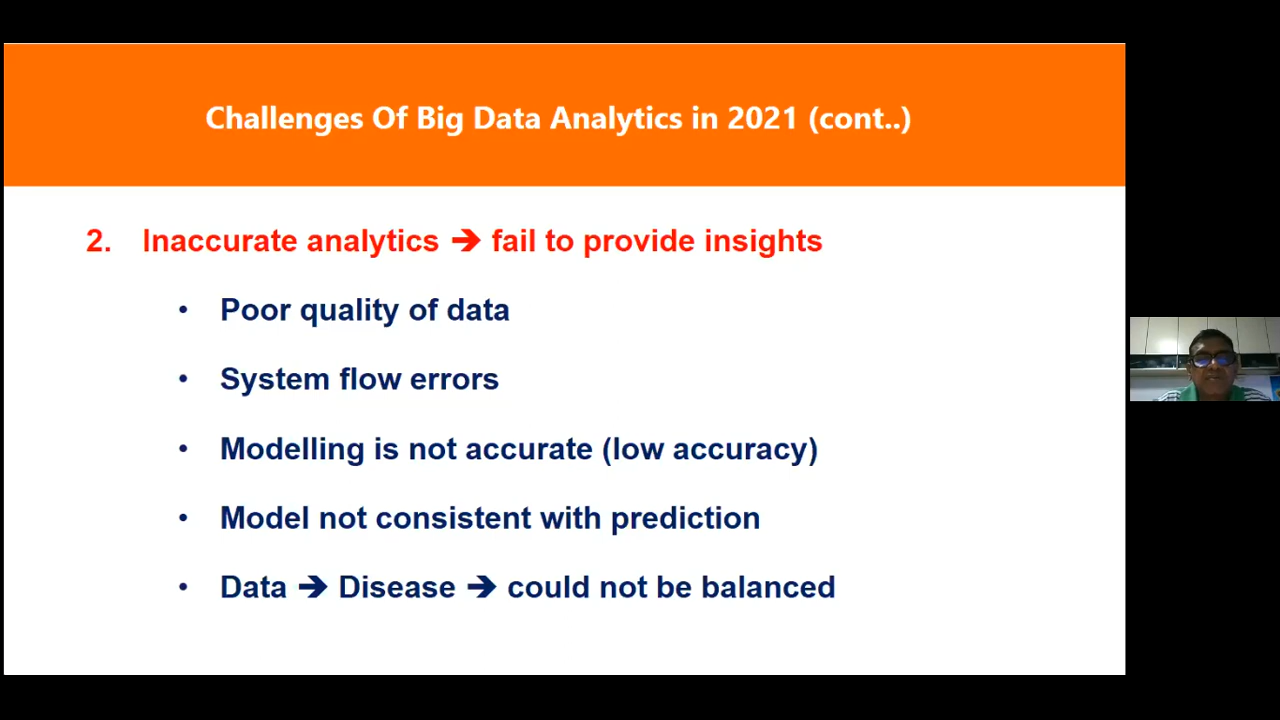 Challenges Of Big Data Analytics in 2021 (cont..)
2. Inaccurate analytics ➔ fail to provide insights
• Poor quality of data
• System flow errors
• Modelling is not accurate (low accuracy)
• Model not consistent with prediction
• Data ➔ Disease ➔ could not be balanced